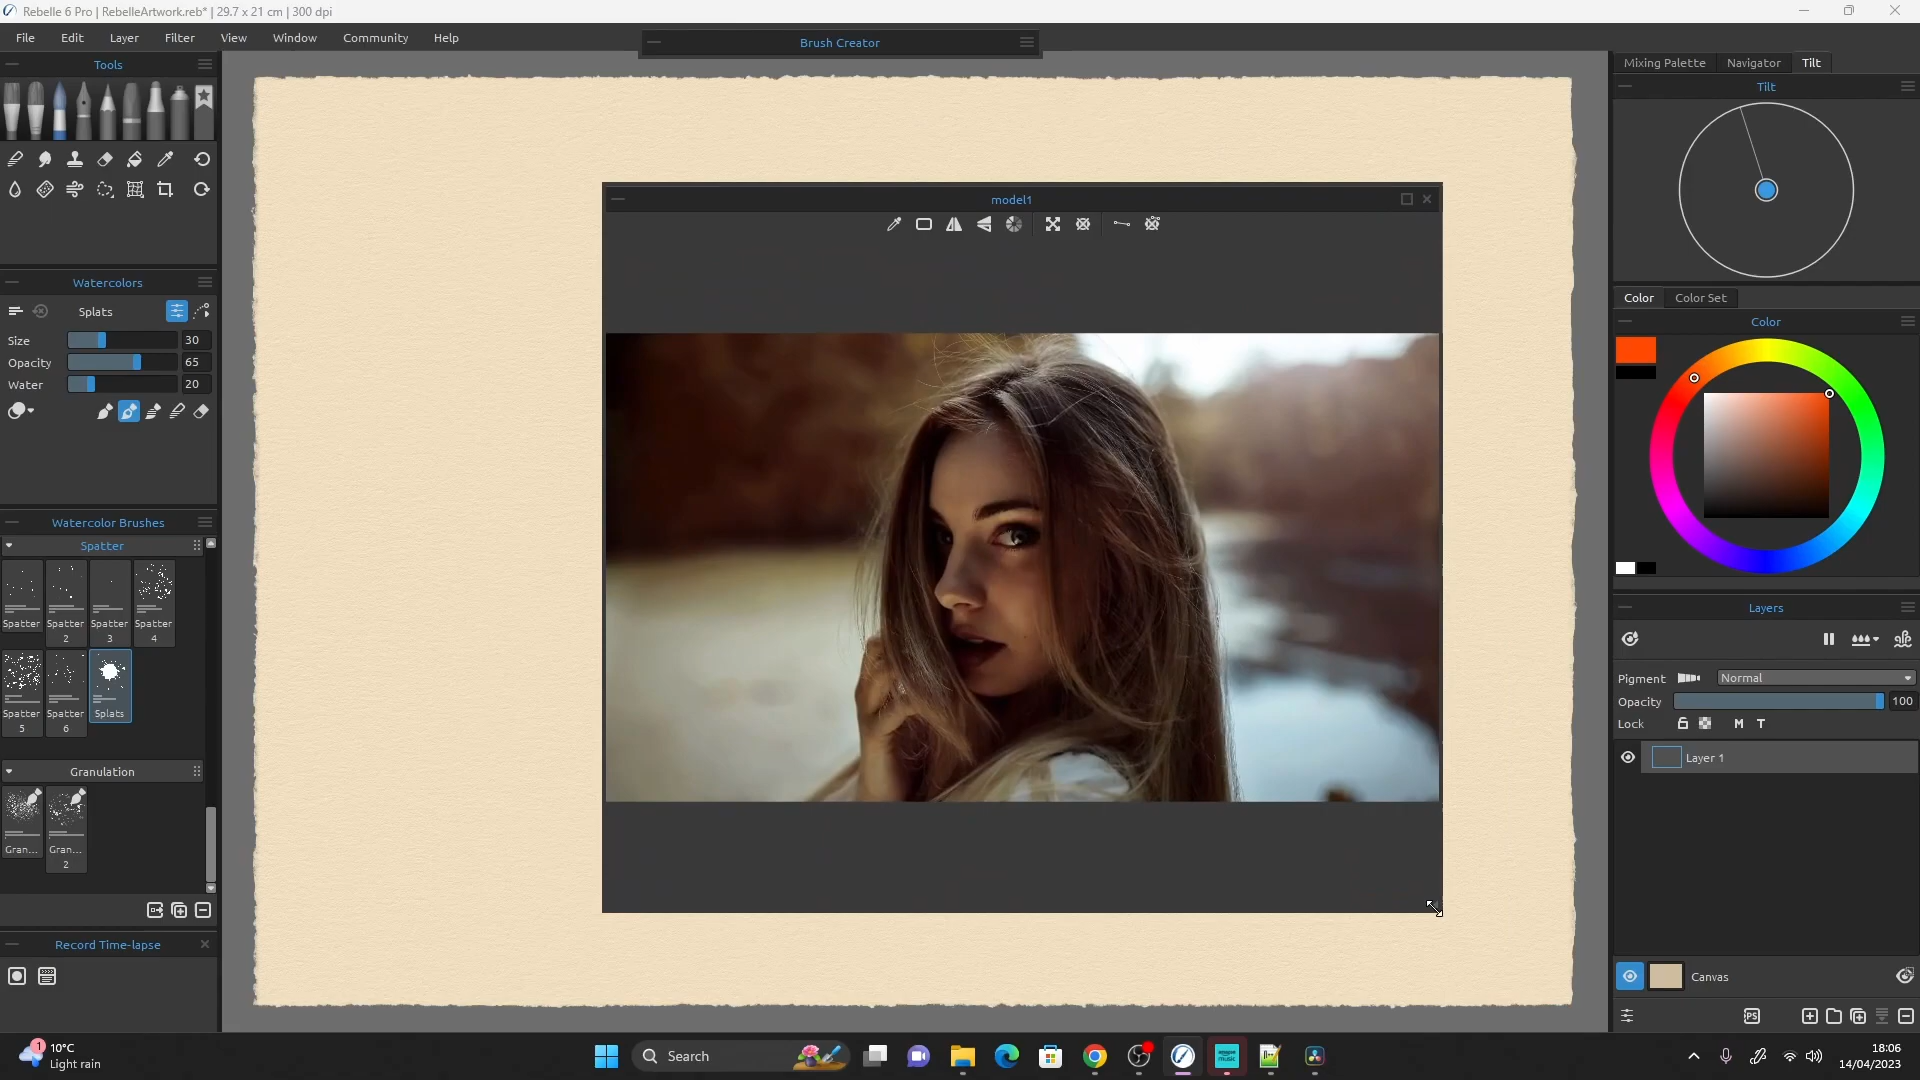 Rebelle 6 Pro | RebelleArtwork.reb* | 29.7 x 21 cm | 300 dpi
File Edit Layer Filter View Window Community Help
Brush Creator
Tools
Watercolors
Splats
Size 30
Opacity 65
Water 20
Watercolor Brushes
Spatter
Spatter Spatter 2 Spatter 3 Spatter 4
Spatter 5 Spatter 6 Splats
Granulation
Gran... Gran... 2
Record Time-lapse
model1
Mixing Palette Navigator Tilt
Tilt
Color Color Set
Color
Layers
Pigment Normal
Opacity 100
Lock M T
Layer 1
Canvas
PS
1 10°C
Light rain
Search
amazon music
18:06
14/04/2023